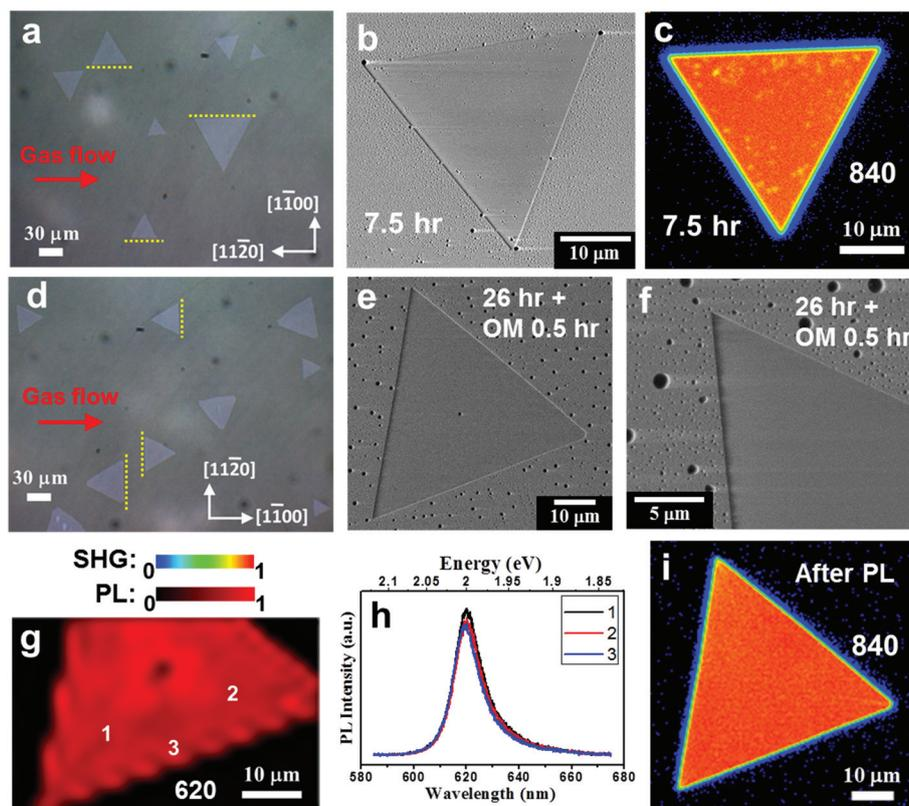 a
Gas flow
30 μm
[11̅00]
[112̅0]
b
7.5 hr
10 μm
c
840
7.5 hr
10 μm
d
Gas flow
30 μm
[112̅0]
[11̅00]
e
26 hr +
OM 0.5 hr
10 μm
f
26 hr +
OM 0.5 hr
5 μm
SHG: 0 1
PL: 0 1
g
1
2
3
620
10 μm
h
Energy (eV)
2.1 2.05 2 1.95 1.9 1.85
PL Intensity (a.u.)
1
2
3
580 600 620 640 660 680
Wavelength (nm)
i
After PL
840
10 μm